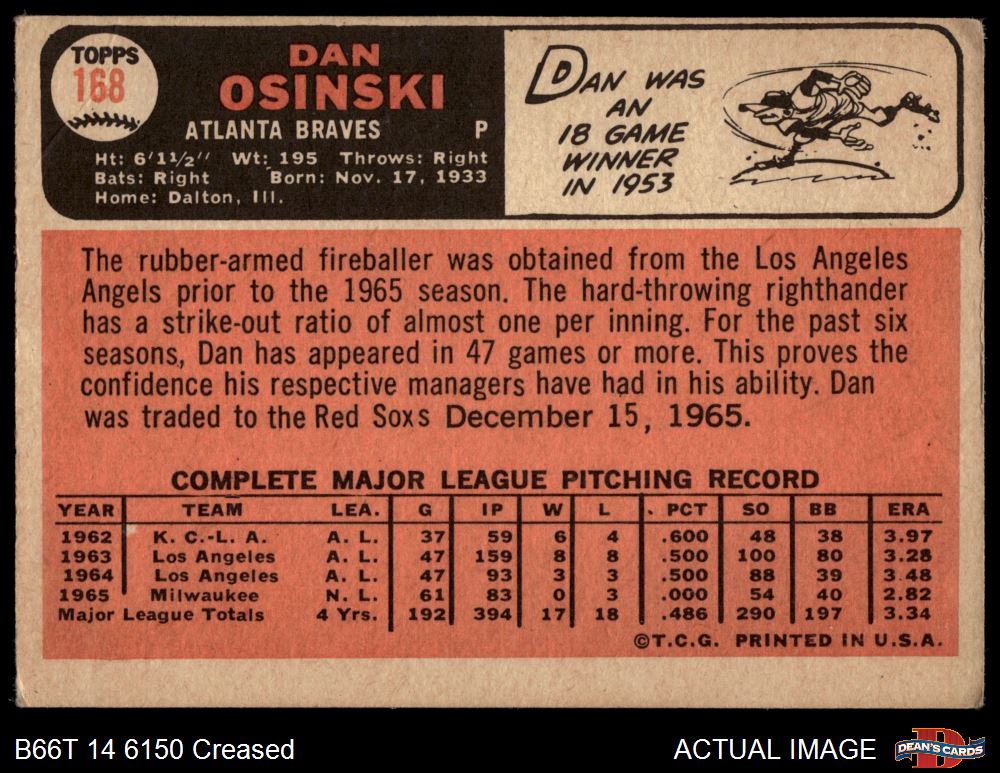 TOPPS
168
DAN
OSINSKI
ATLANTA BRAVES P
Ht: 6'1 1/2" Wt: 195 Throws: Right
Bats: Right Born: Nov. 17, 1933
Home: Dalton, Ill.
DAN WAS
AN
18 GAME
WINNER
IN 1953
The rubber-armed fireballer was obtained from the Los Angeles
Angels prior to the 1965 season. The hard-throwing righthander
has a strike-out ratio of almost one per inning. For the past six
seasons, Dan has appeared in 47 games or more. This proves the
confidence his respective managers have had in his ability. Dan
was traded to the Red Soxs December 15, 1965.
COMPLETE MAJOR LEAGUE PITCHING RECORD
YEAR TEAM LEA. G IP W L PCT SO BB ERA
1962 K. C.-L. A. A. L. 37 59 6 4 .600 48 38 3.97
1963 Los Angeles A. L. 47 159 8 8 .500 100 80 3.28
1964 Los Angeles A. L. 47 93 3 3 .500 88 39 3.48
1965 Milwaukee N. L. 61 83 0 3 .000 54 40 2.82
Major League Totals 4 Yrs. 192 394 17 18 .486 290 197 3.34
©T.C.G. PRINTED IN U.S.A.
B66T 14 6150 Creased
ACTUAL IMAGE
DEAN'S CARDS